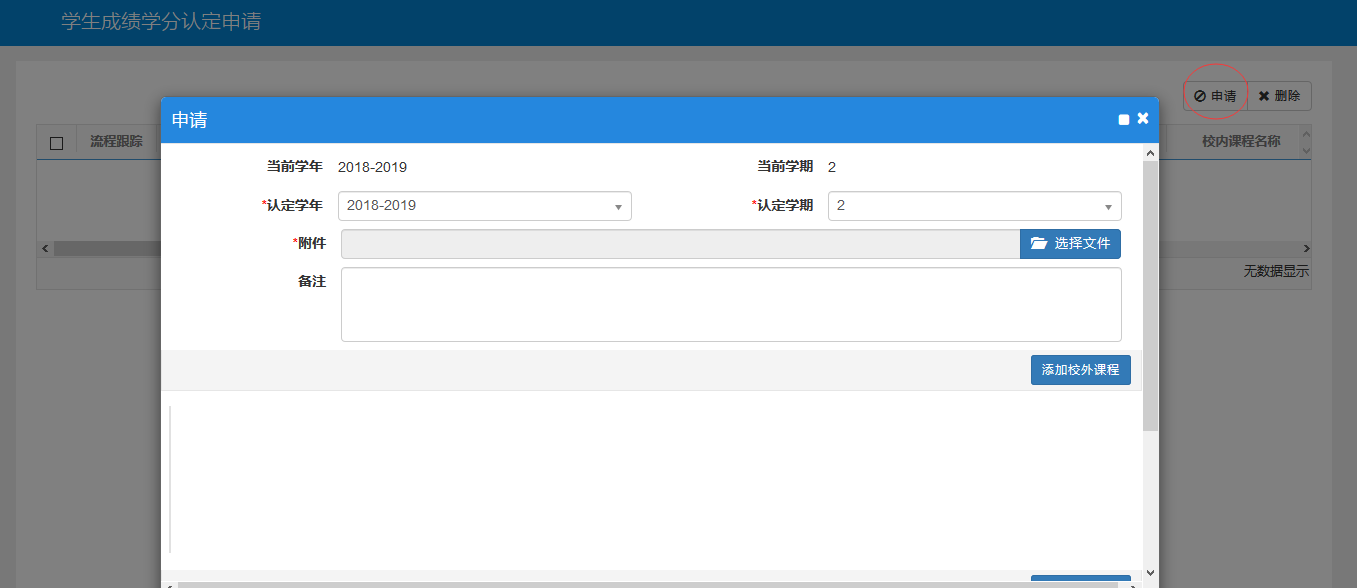 学生成绩学分认定申请
申请 删除
流程跟踪 校内课程名称
无数据显示
申请
当前学年 2018-2019 当前学期 2
*认定学年 2018-2019 *认定学期 2
*附件 选择文件
备注
添加校外课程